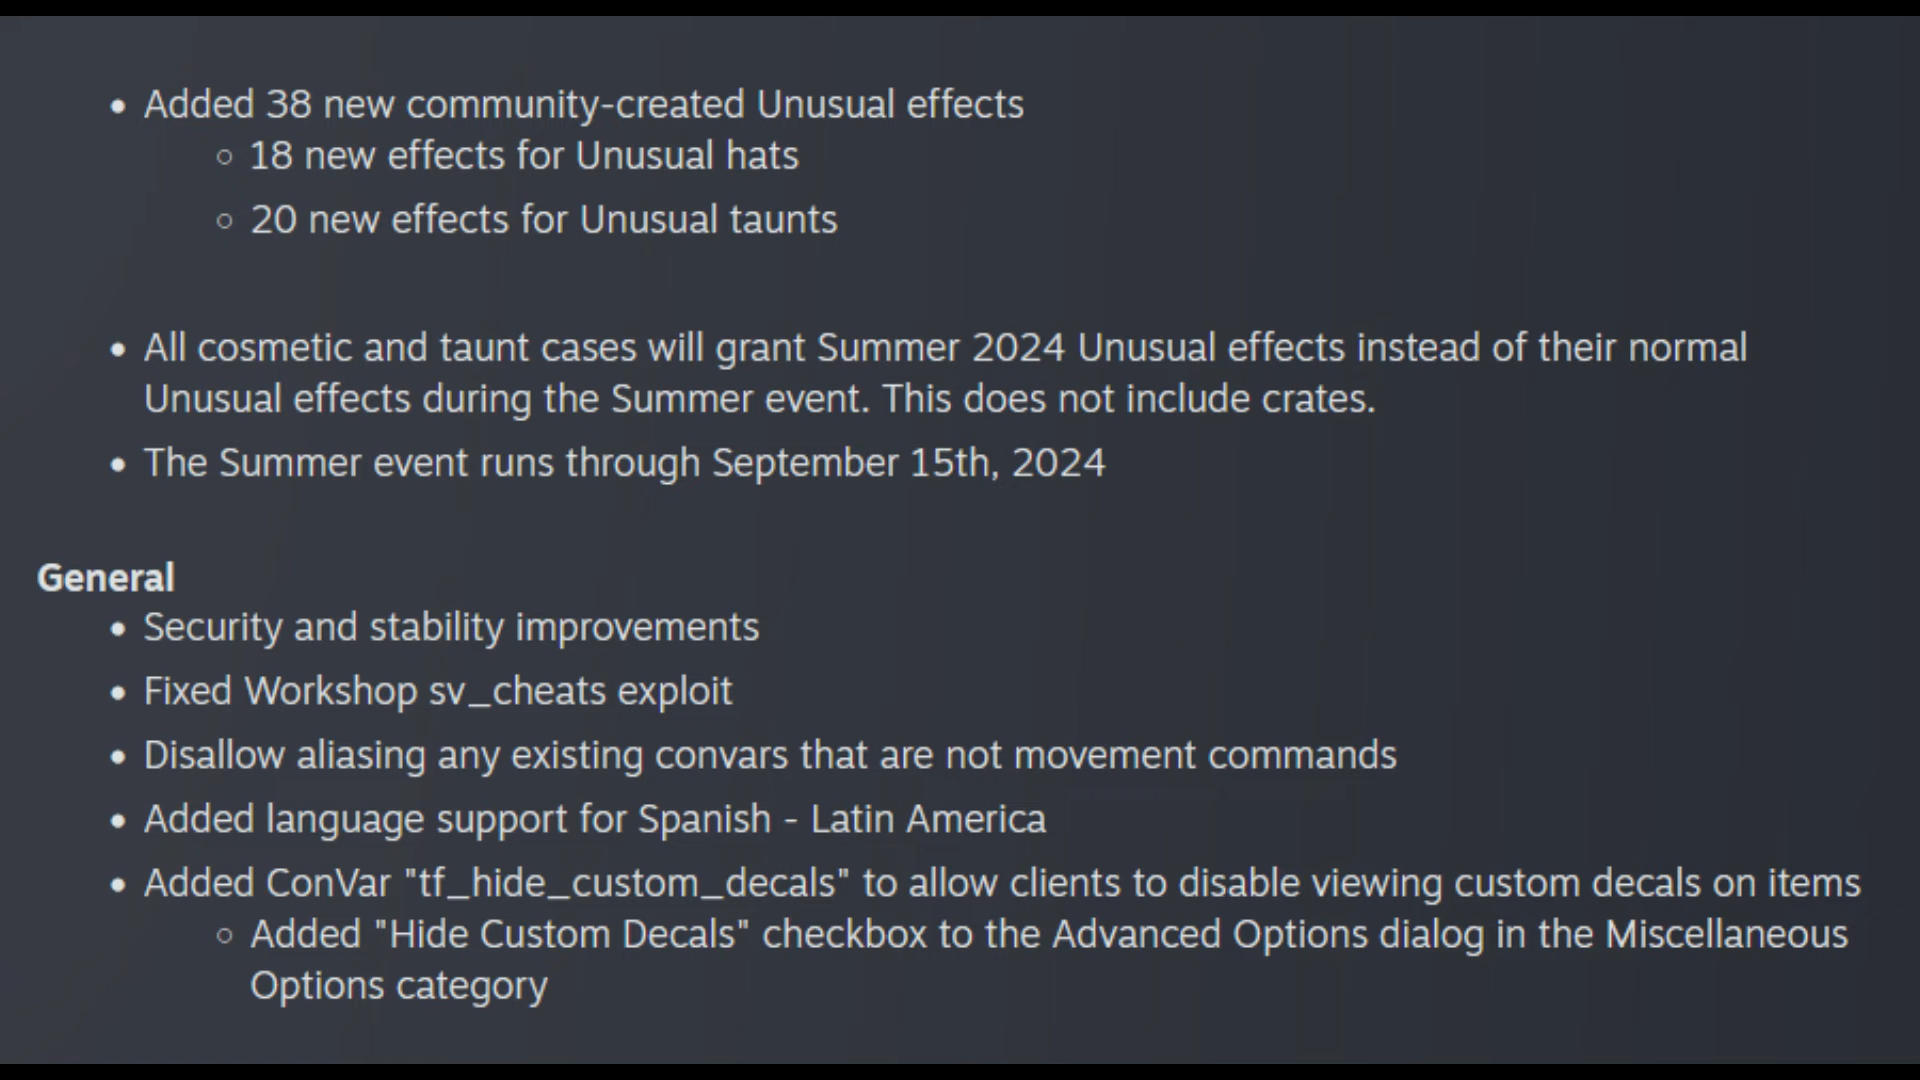 • Added 38 new community-created Unusual effects
○ 18 new effects for Unusual hats
○ 20 new effects for Unusual taunts
• All cosmetic and taunt cases will grant Summer 2024 Unusual effects instead of their normal
Unusual effects during the Summer event. This does not include crates.
• The Summer event runs through September 15th, 2024
General
• Security and stability improvements
• Fixed Workshop sv_cheats exploit
• Disallow aliasing any existing convars that are not movement commands
• Added language support for Spanish - Latin America
• Added ConVar "tf_hide_custom_decals" to allow clients to disable viewing custom decals on items
○ Added "Hide Custom Decals" checkbox to the Advanced Options dialog in the Miscellaneous
Options category